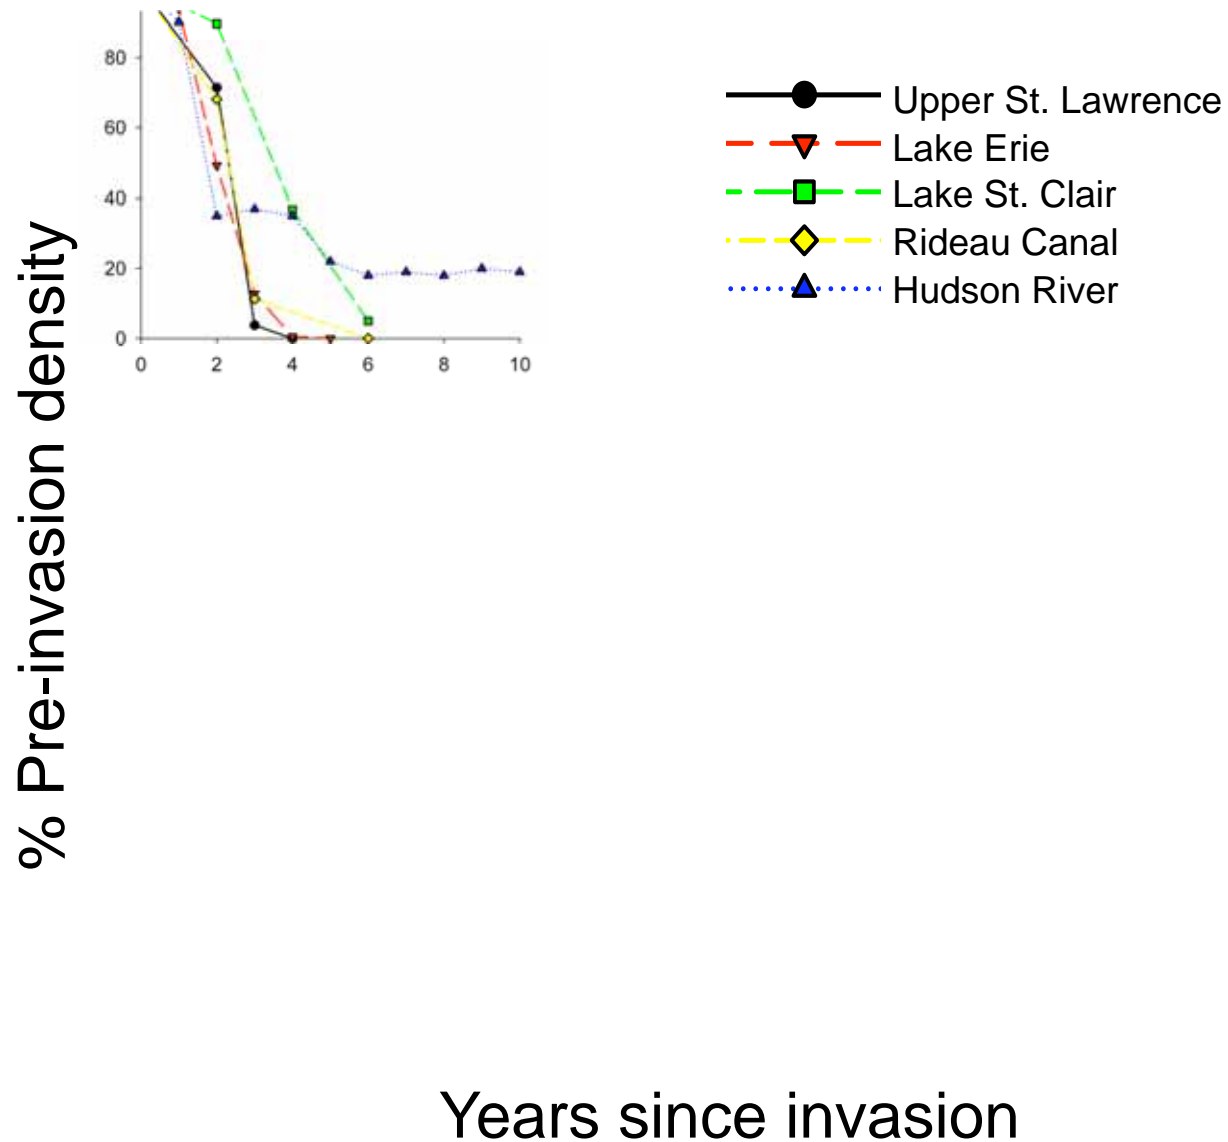 80
60
40
20
0
0 2 4 6 8 10
% Pre-invasion density
Upper St. Lawrence
Lake Erie
Lake St. Clair
Rideau Canal
Hudson River
Years since invasion